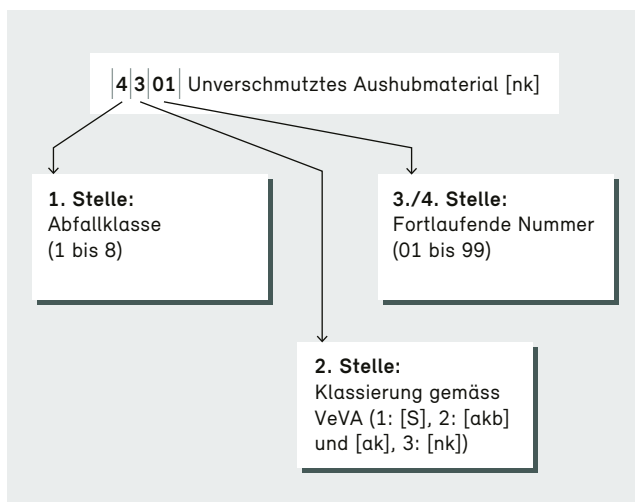 4 3 01 Unverschmutztes Aushubmaterial [nk]
1. Stelle:
Abfallklasse
(1 bis 8)
3./4. Stelle:
Fortlaufende Nummer
(01 bis 99)
2. Stelle:
Klassierung gemäss
VeVA (1: [S], 2: [akb]
und [ak], 3: [nk])